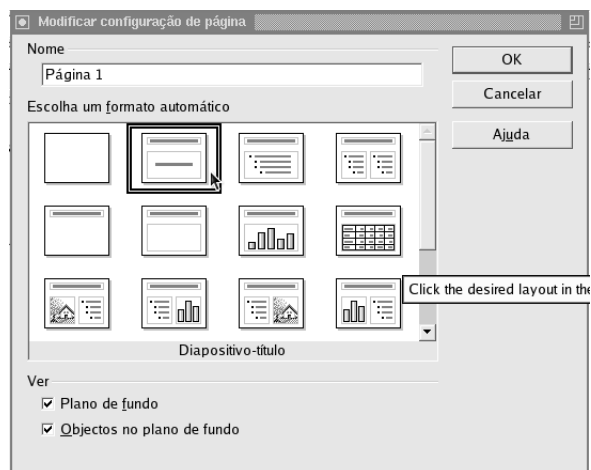 Modificar configuração de página
Nome
Página 1
Escolha um formato automático
Diapositivo-título
Ver
Plano de fundo
Objectos no plano de fundo
OK
Cancelar
Ajuda
Click the desired layout in the